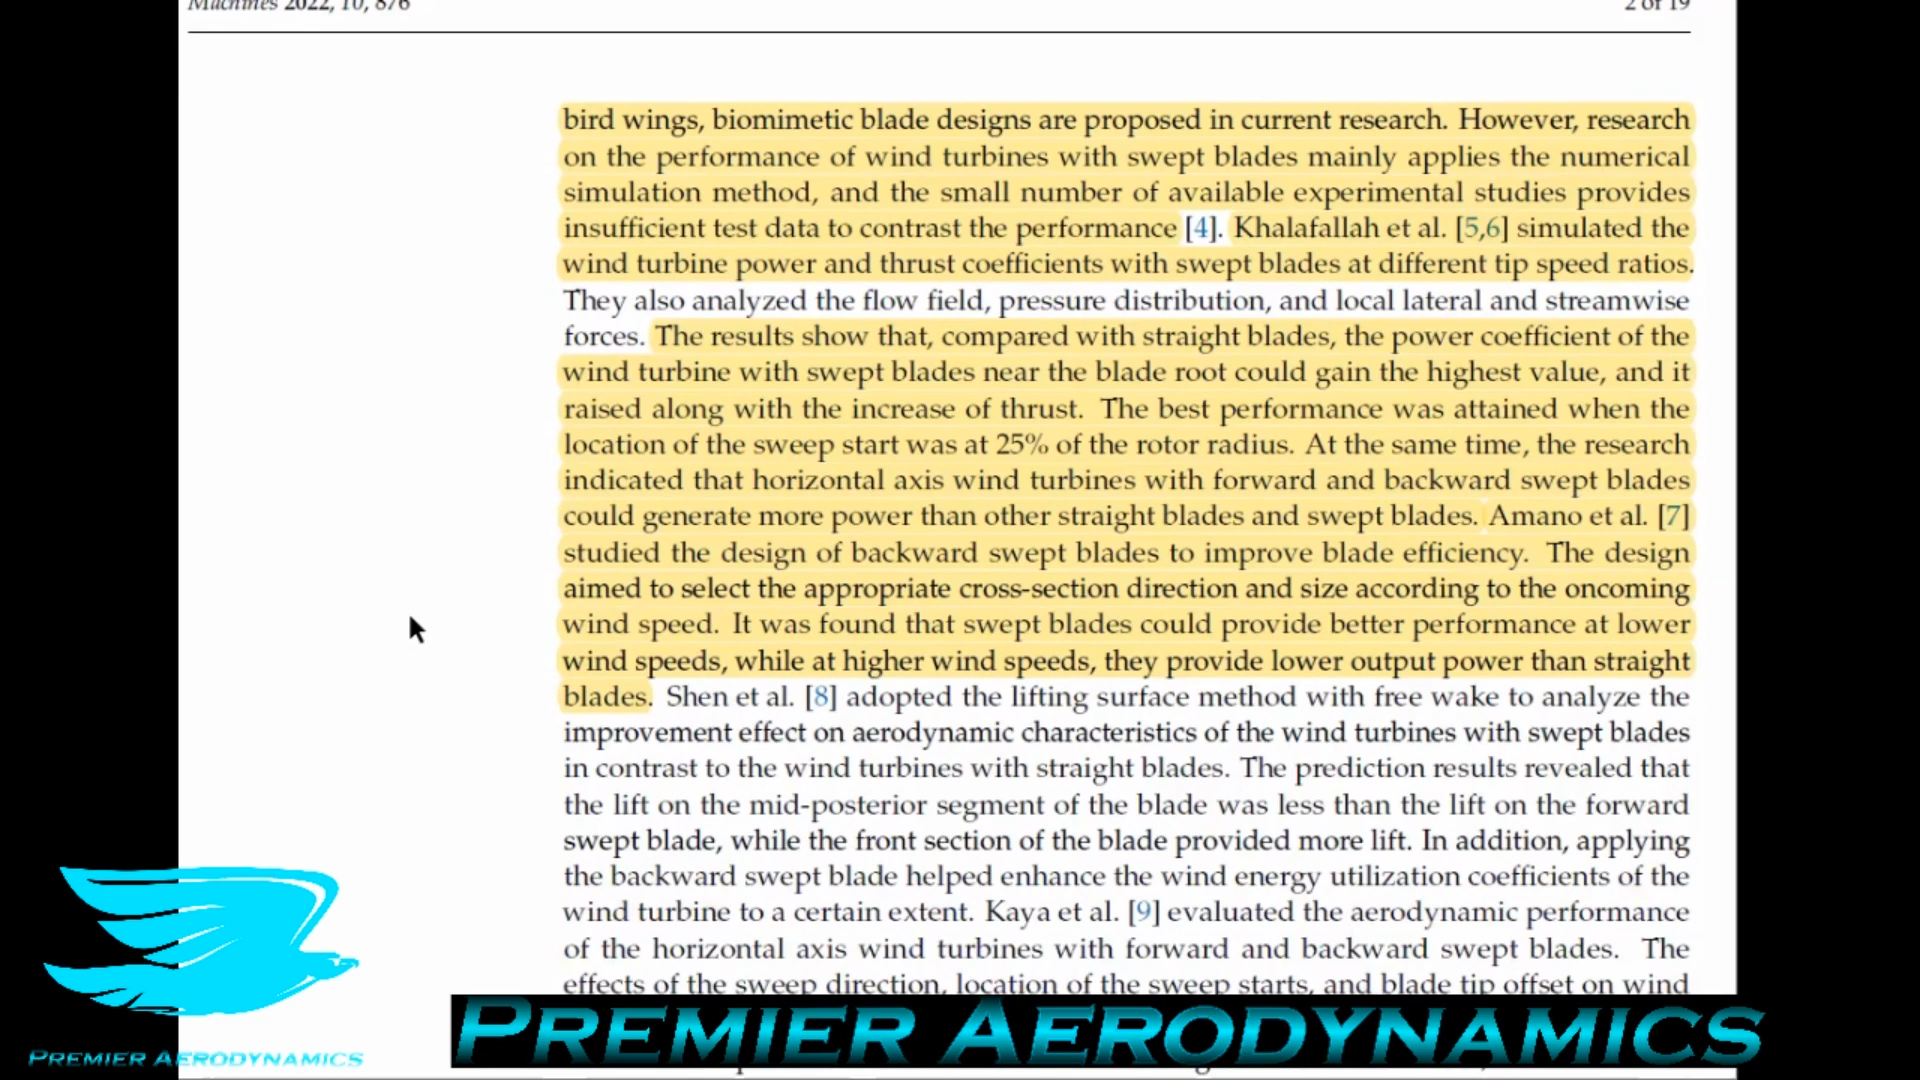 Machines 2022, 10, 876
2 of 19
bird wings, biomimetic blade designs are proposed in current research. However, research
on the performance of wind turbines with swept blades mainly applies the numerical
simulation method, and the small number of available experimental studies provides
insufficient test data to contrast the performance [4]. Khalafallah et al. [5,6] simulated the
wind turbine power and thrust coefficients with swept blades at different tip speed ratios.
They also analyzed the flow field, pressure distribution, and local lateral and streamwise
forces. The results show that, compared with straight blades, the power coefficient of the
wind turbine with swept blades near the blade root could gain the highest value, and it
raised along with the increase of thrust. The best performance was attained when the
location of the sweep start was at 25% of the rotor radius. At the same time, the research
indicated that horizontal axis wind turbines with forward and backward swept blades
could generate more power than other straight blades and swept blades. Amano et al. [7]
studied the design of backward swept blades to improve blade efficiency. The design
aimed to select the appropriate cross-section direction and size according to the oncoming
wind speed. It was found that swept blades could provide better performance at lower
wind speeds, while at higher wind speeds, they provide lower output power than straight
blades. Shen et al. [8] adopted the lifting surface method with free wake to analyze the
improvement effect on aerodynamic characteristics of the wind turbines with swept blades
in contrast to the wind turbines with straight blades. The prediction results revealed that
the lift on the mid-posterior segment of the blade was less than the lift on the forward
swept blade, while the front section of the blade provided more lift. In addition, applying
the backward swept blade helped enhance the wind energy utilization coefficients of the
wind turbine to a certain extent. Kaya et al. [9] evaluated the aerodynamic performance
of the horizontal axis wind turbines with forward and backward swept blades. The
effects of the sweep direction, location of the sweep starts, and blade tip offset on wind
PREMIER AERODYNAMICS
PREMIER AERODYNAMICS